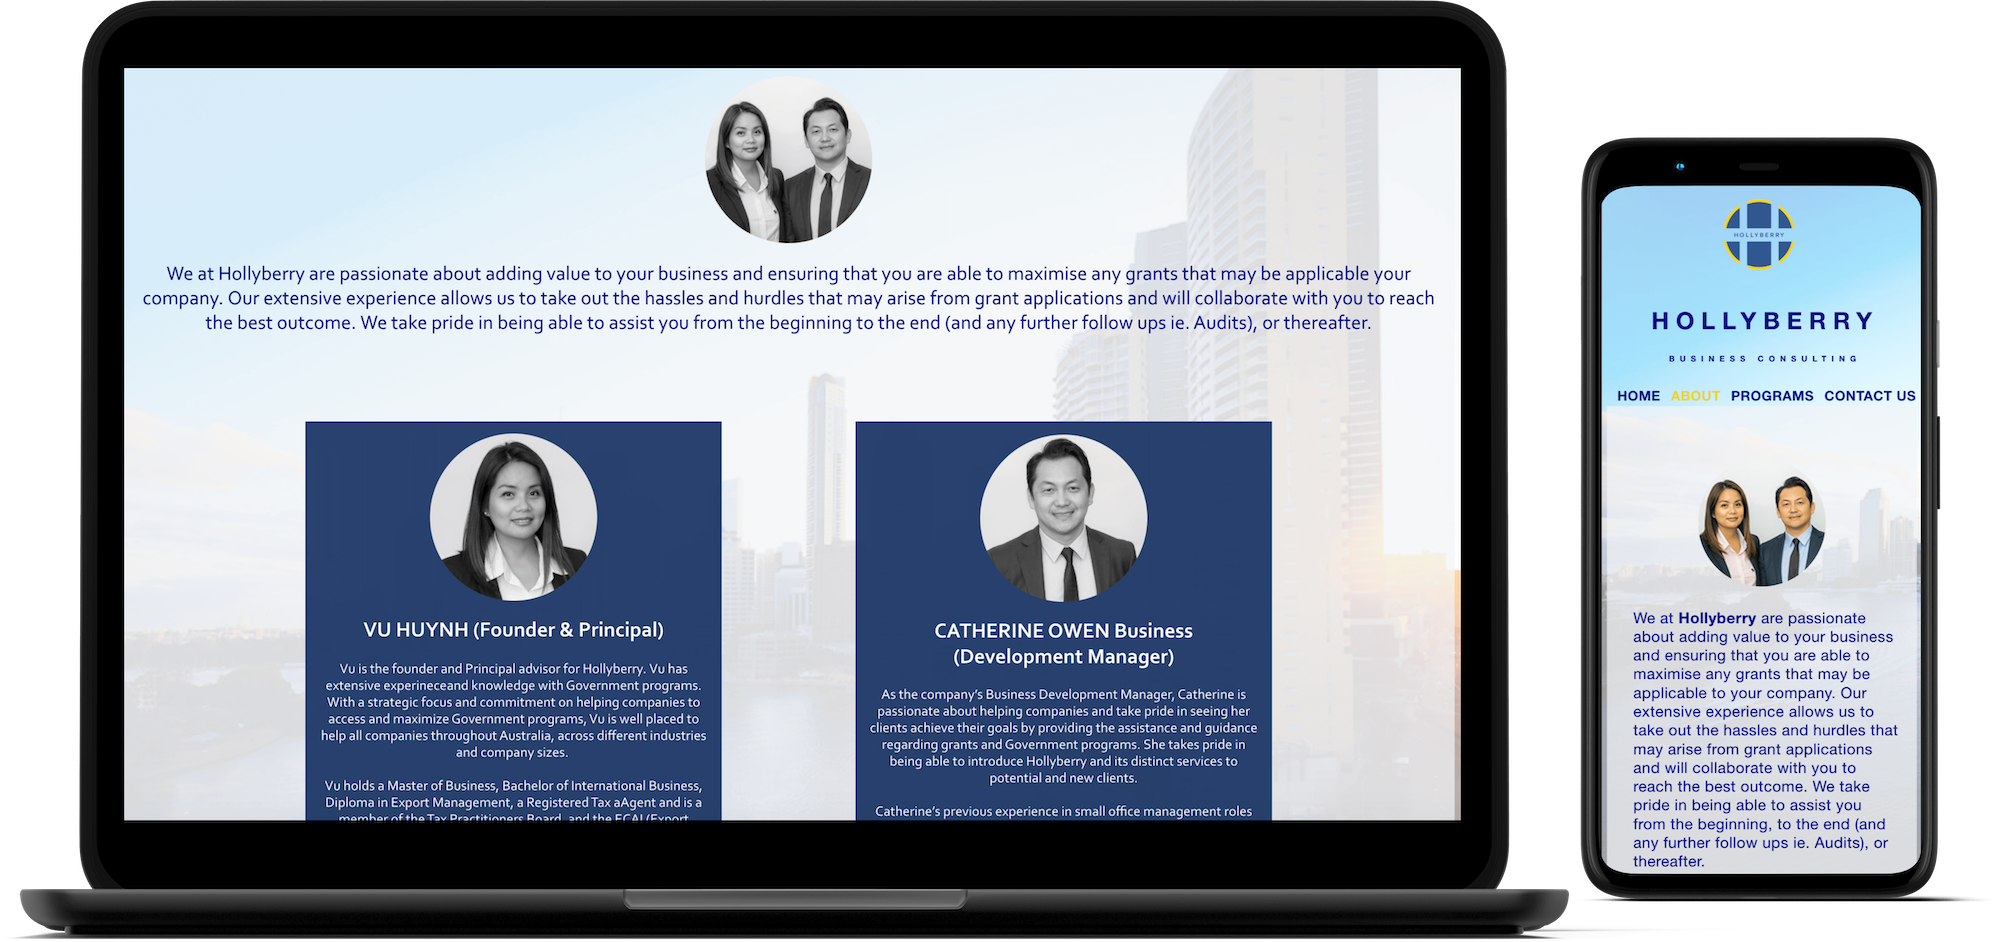 We at Hollyberry are passionate about adding value to your business and ensuring that you are able to maximise any grants that may be applicable your
company. Our extensive experience allows us to take out the hassles and hurdles that may arise from grant applications and will collaborate with you to reach
the best outcome. We take pride in being able to assist you from the beginning to the end (and any further follow ups ie. Audits), or thereafter.
VU HUYNH (Founder & Principal)
Vu is the founder and Principal advisor for Hollyberry. Vu has
extensive experineceand knowledge with Government programs.
With a strategic focus and commitment on helping companies to
access and maximize Government programs, Vu is well placed to
help all companies throughout Australia, across different industries
and company sizes.
Vu holds a Master of Business, Bachelor of International Business,
Diploma in Export Management, a Registered Tax aAgent and is a
member of the Tax Practitioners Board, and the ECAI (Export
CATHERINE OWEN Business
(Development Manager)
As the company's Business Development Manager, Catherine is
passionate about helping companies and take pride in seeing her
clients achieve their goals by providing the assistance and guidance
regarding grants and Government programs. She takes pride in
being able to introduce Hollyberry and its distinct services to
potential and new clients.
Catherine's previous experience in small office management roles
HOLLYBERRY
HOLLYBERRY
BUSINESS CONSULTING
HOME ABOUT PROGRAMS CONTACT US
We at Hollyberry are passionate
about adding value to your business
and ensuring that you are able to
maximise any grants that may be
applicable to your company. Our
extensive experience allows us to
take out the hassles and hurdles that
may arise from grant applications
and will collaborate with you to
reach the best outcome. We take
pride in being able to assist you
from the beginning, to the end (and
any further follow ups ie. Audits), or
thereafter.